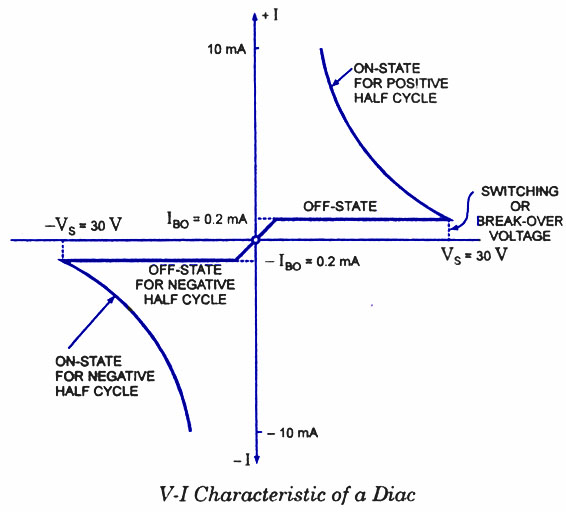 + I
10 mA
ON-STATE
FOR POSITIVE
HALF CYCLE
OFF-STATE
SWITCHING
OR
BREAK-OVER
VOLTAGE
–V_S = 30 V
I_BO = 0.2 mA
V_S = 30 V
OFF-STATE
FOR NEGATIVE
HALF CYCLE
– I_BO = 0.2 mA
ON-STATE
FOR NEGATIVE
HALF CYCLE
– 10 mA
– I
V-I Characteristic of a Diac